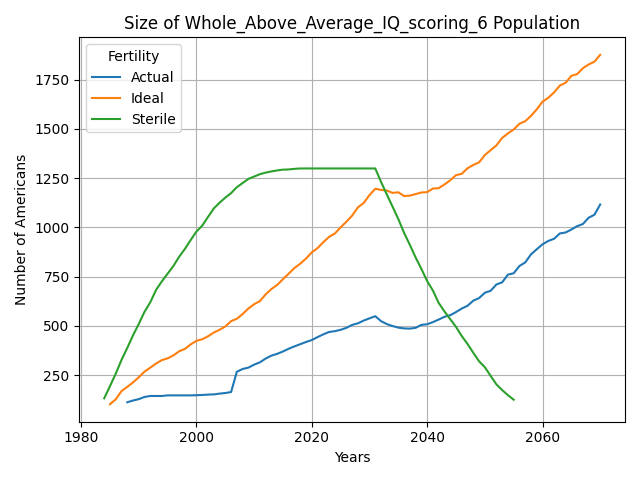 Size of Whole_Above_Average_IQ_scoring_6 Population
Fertility
Actual
Ideal
Sterile
Number of Americans
1750
1500
1250
1000
750
500
250
1980
2000
2020
2040
2060
Years